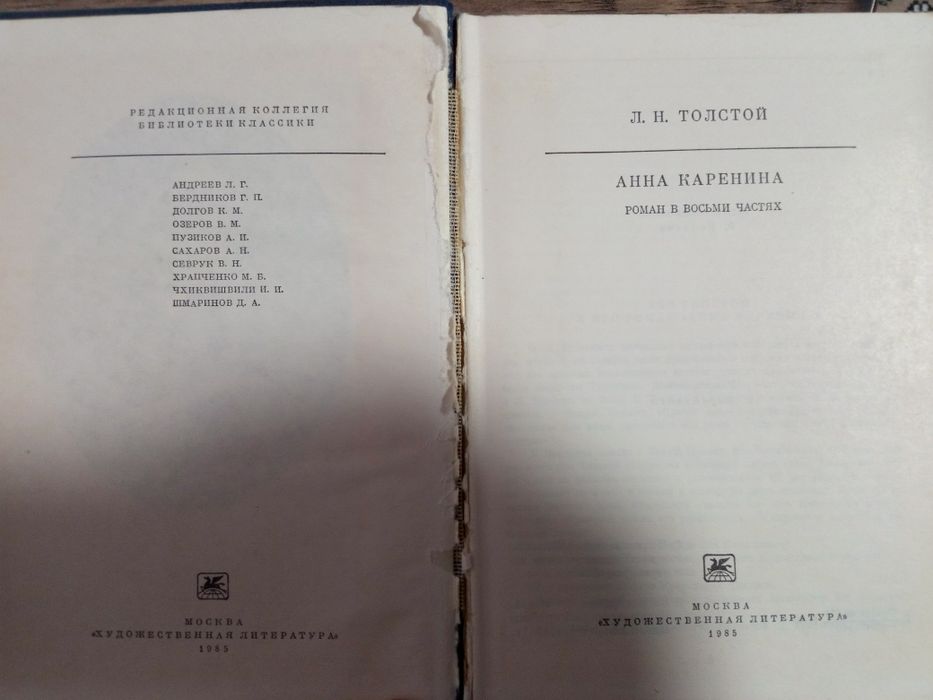 РЕДАКЦИОННАЯ КОЛЛЕГИЯ
БИБЛИОТЕКИ КЛАССИКИ
АНДРЕЕВ Л. Г.
БЕРДНИКОВ Г. П.
ДОЛГОВ К. М.
ОЗЕРОВ В. М.
ПУЗИКОВ А. И.
САХАРОВ А. Н.
СЕВРУК В. Н.
ХРАПЧЕНКО М. Б.
ЧХИКВИШВИЛИ И. И.
ШМАРИНОВ Д. А.
МОСКВА
«ХУДОЖЕСТВЕННАЯ ЛИТЕРАТУРА»
1985
Л. Н. ТОЛСТОЙ
АННА КАРЕНИНА
РОМАН В ВОСЬМИ ЧАСТЯХ
МОСКВА
«ХУДОЖЕСТВЕННАЯ ЛИТЕРАТУРА»
1985